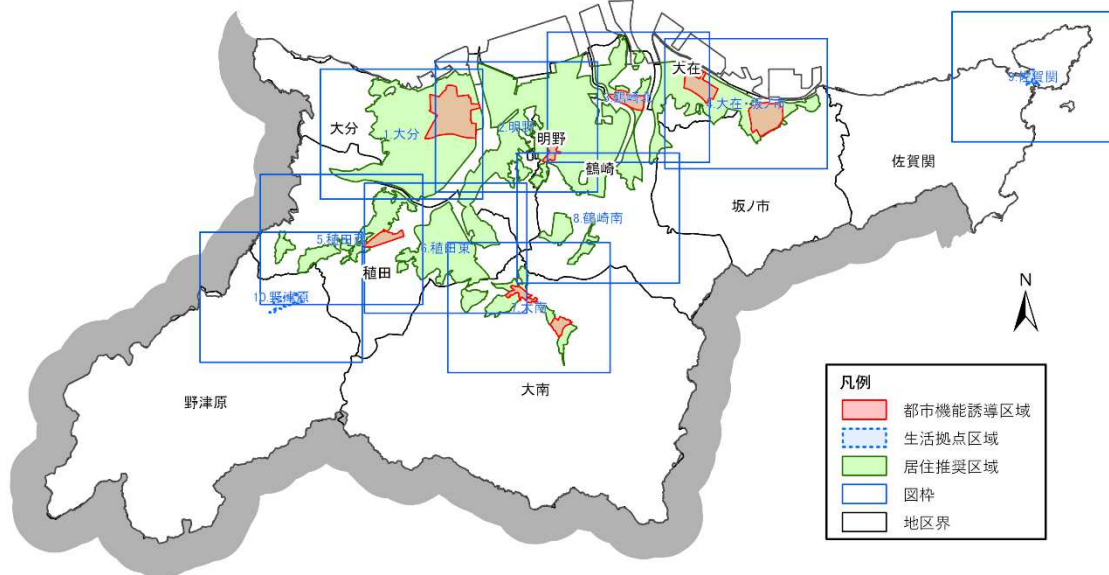 大在
9.佐賀関
3.鶴崎北
4.大在・坂ノ市
大分
1.大分
2.明野
明野
鶴崎
佐賀関
坂ノ市
8.鶴崎南
5.稙田西
6.稙田東
稙田
10.野津原
7.大南
N
大南
野津原
凡例
都市機能誘導区域
生活拠点区域
居住推奨区域
図枠
地区界